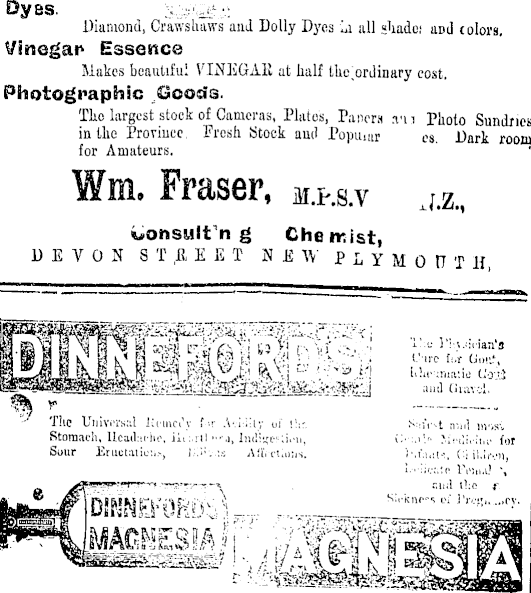 Dyes.
Diamond, Crawshaws and Dolly Dyes in all shades and colors.
Vinegar Essence
Makes beautiful VINEGAR at half the ordinary cost.
Photographic Goods.
The largest stock of Cameras, Plates, Papers and Photo Sundries
in the Province. Fresh Stock and Popular es. Dark room
for Amateurs.
Wm. Fraser, M.P.S.V .Z.,
Consulting Chemist,
DEVON STREET NEW PLYMOUTH,
DINNEFORDS
The Universal Remedy for Acidity of the
Stomach, Headache, Heartburn, Indigestion,
Sour Eructations, Bilious Affections.
The Physician's
Cure for Gout,
Rheumatic Gout
and Gravel.
Safest and most
Gentle Medicine for
Infants, Children,
Delicate Females
and the
Sickness of Pregnancy.
DINNEFORDS
MAGNESIA
MAGNESIA